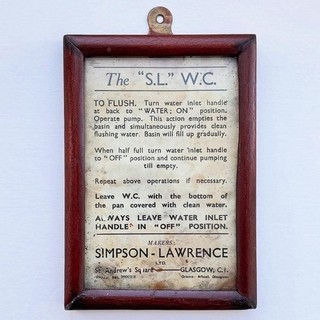 The "S.L." W.C.
TO FLUSH. Turn water inlet handle
at back to "WATER; ON" position.
Operate pump. This action empties the
basin and simultaneously provides clean
flushing water. Basin will fill up gradually.
When half full turn water inlet handle
to "OFF" position and continue pumping
till empty.
Repeat above operations if necessary.
Leave W.C. with the bottom of
the pan covered with clean water.
ALWAYS LEAVE WATER INLET
HANDLE IN "OFF" POSITION.
MAKERS:
SIMPSON - LAWRENCE
LTD.
St. Andrew's Square GLASGOW, C.1.
Glasgow